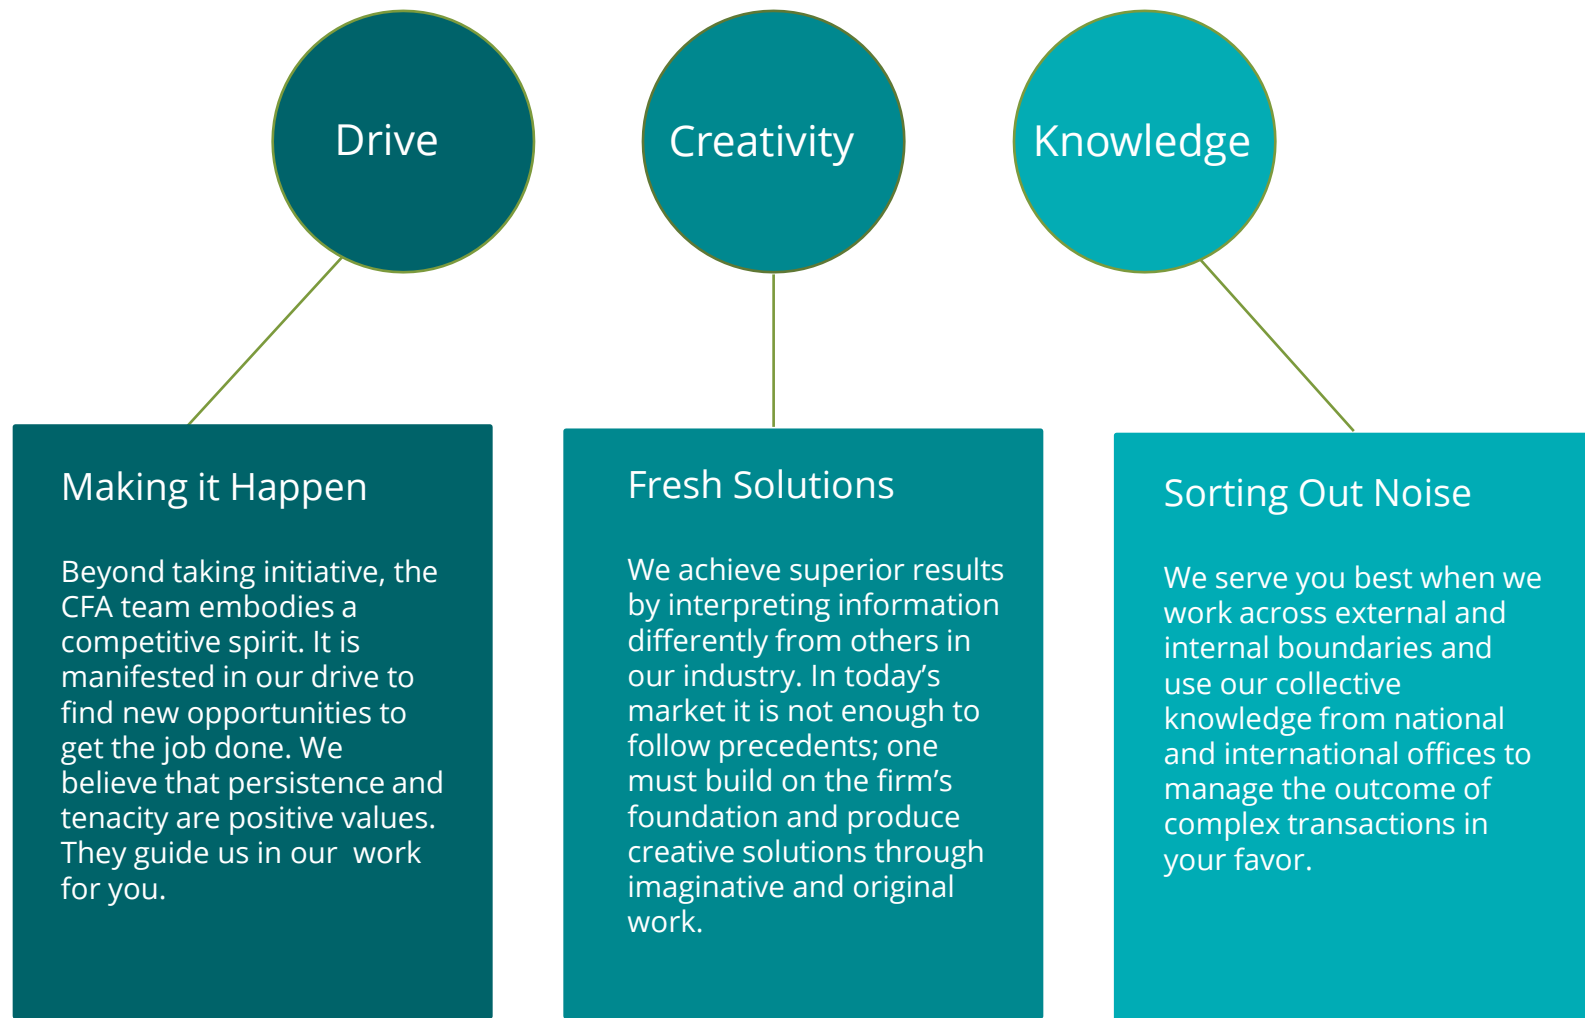 Drive
Creativity
Knowledge
Making it Happen
Beyond taking initiative, the
CFA team embodies a
competitive spirit. It is
manifested in our drive to
find new opportunities to
get the job done. We
believe that persistence and
tenacity are positive values.
They guide us in our  work
for you.
Fresh Solutions
We achieve superior results
by interpreting information
differently from others in
our industry. In today’s
market it is not enough to
follow precedents; one
must build on the firm’s
foundation and produce
creative solutions through
imaginative and original
work.
Sorting Out Noise
We serve you best when we
work across external and
internal boundaries and
use our collective
knowledge from national
and international offices to
manage the outcome of
complex transactions in
your favor.